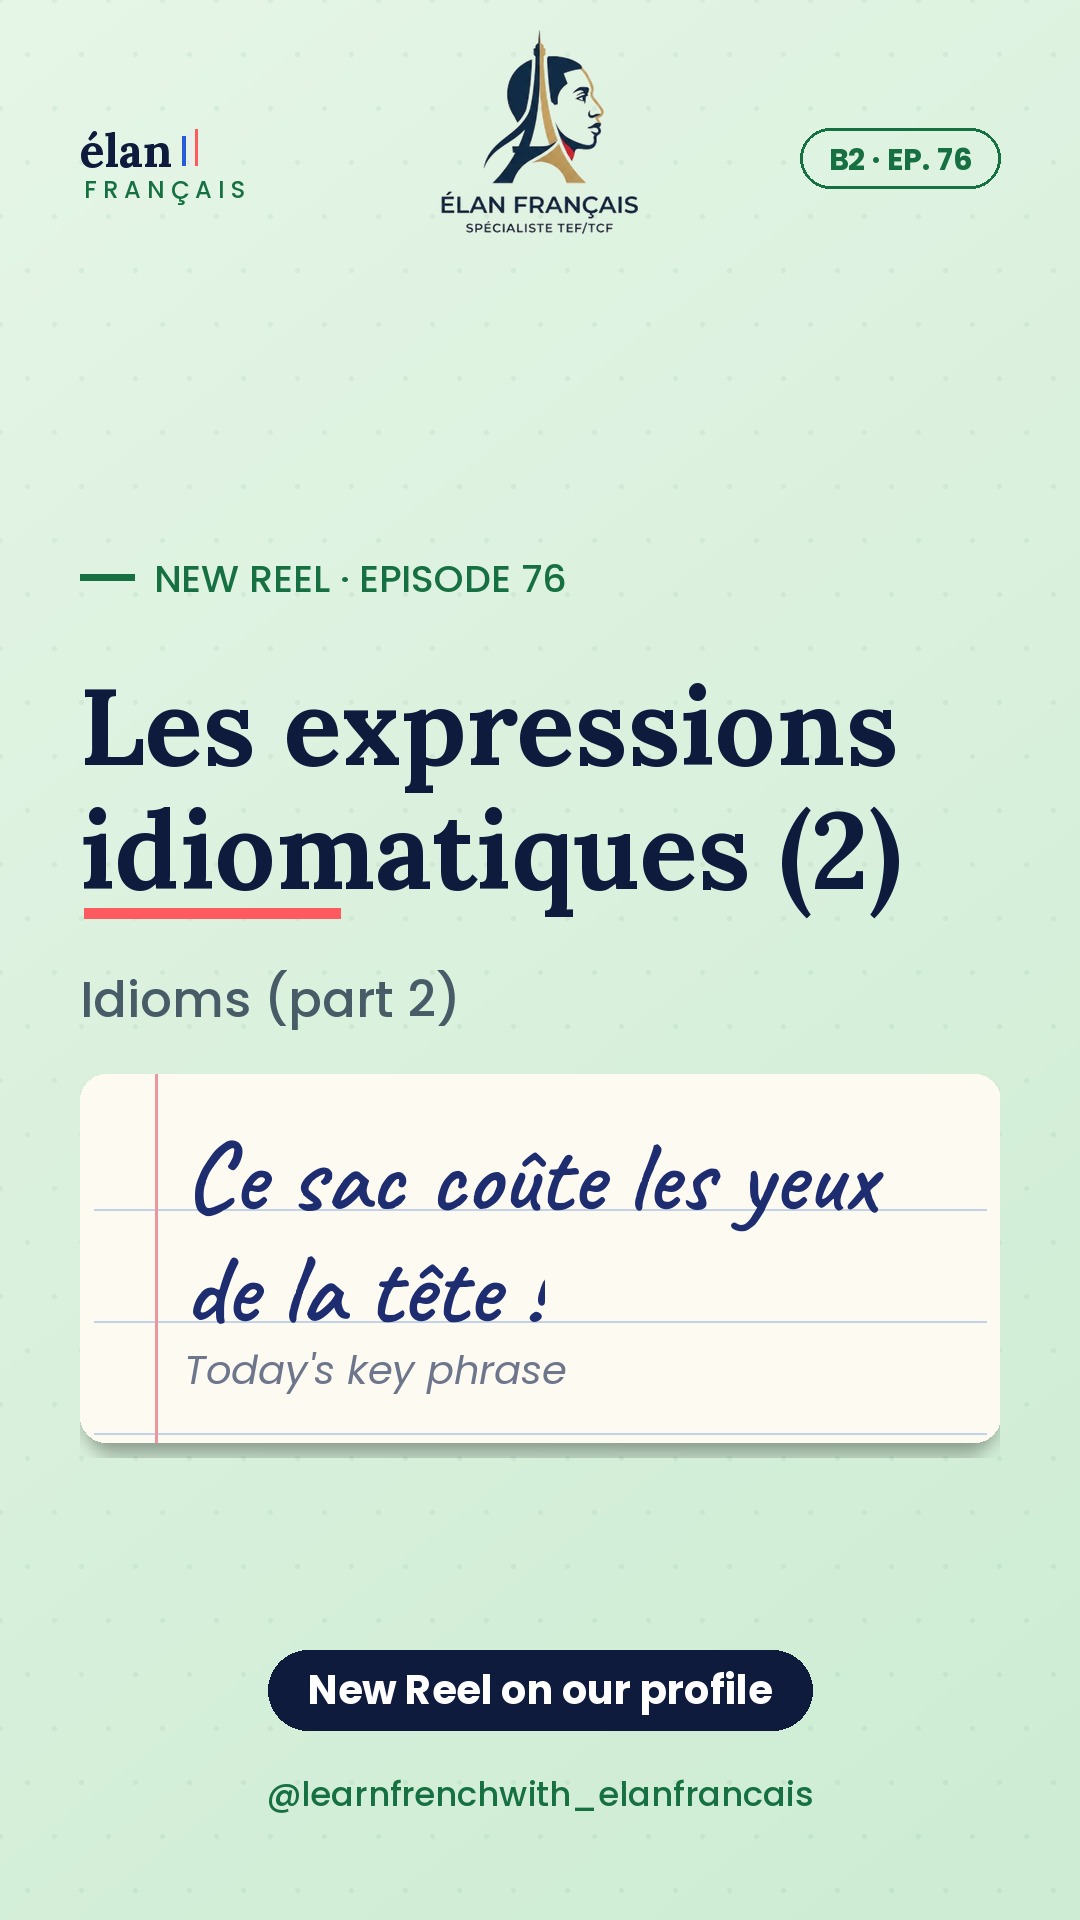 élan
FRANÇAIS
ÉLAN FRANÇAIS
SPÉCIALISTE TEF/TCF
B2 · EP. 76
NEW REEL · EPISODE 76
Les expressions
idiomatiques (2)
Idioms (part 2)
Ce sac coûte les yeux
de la tête !
Today's key phrase
New Reel on our profile
@learnfrenchwith_elanfrancais